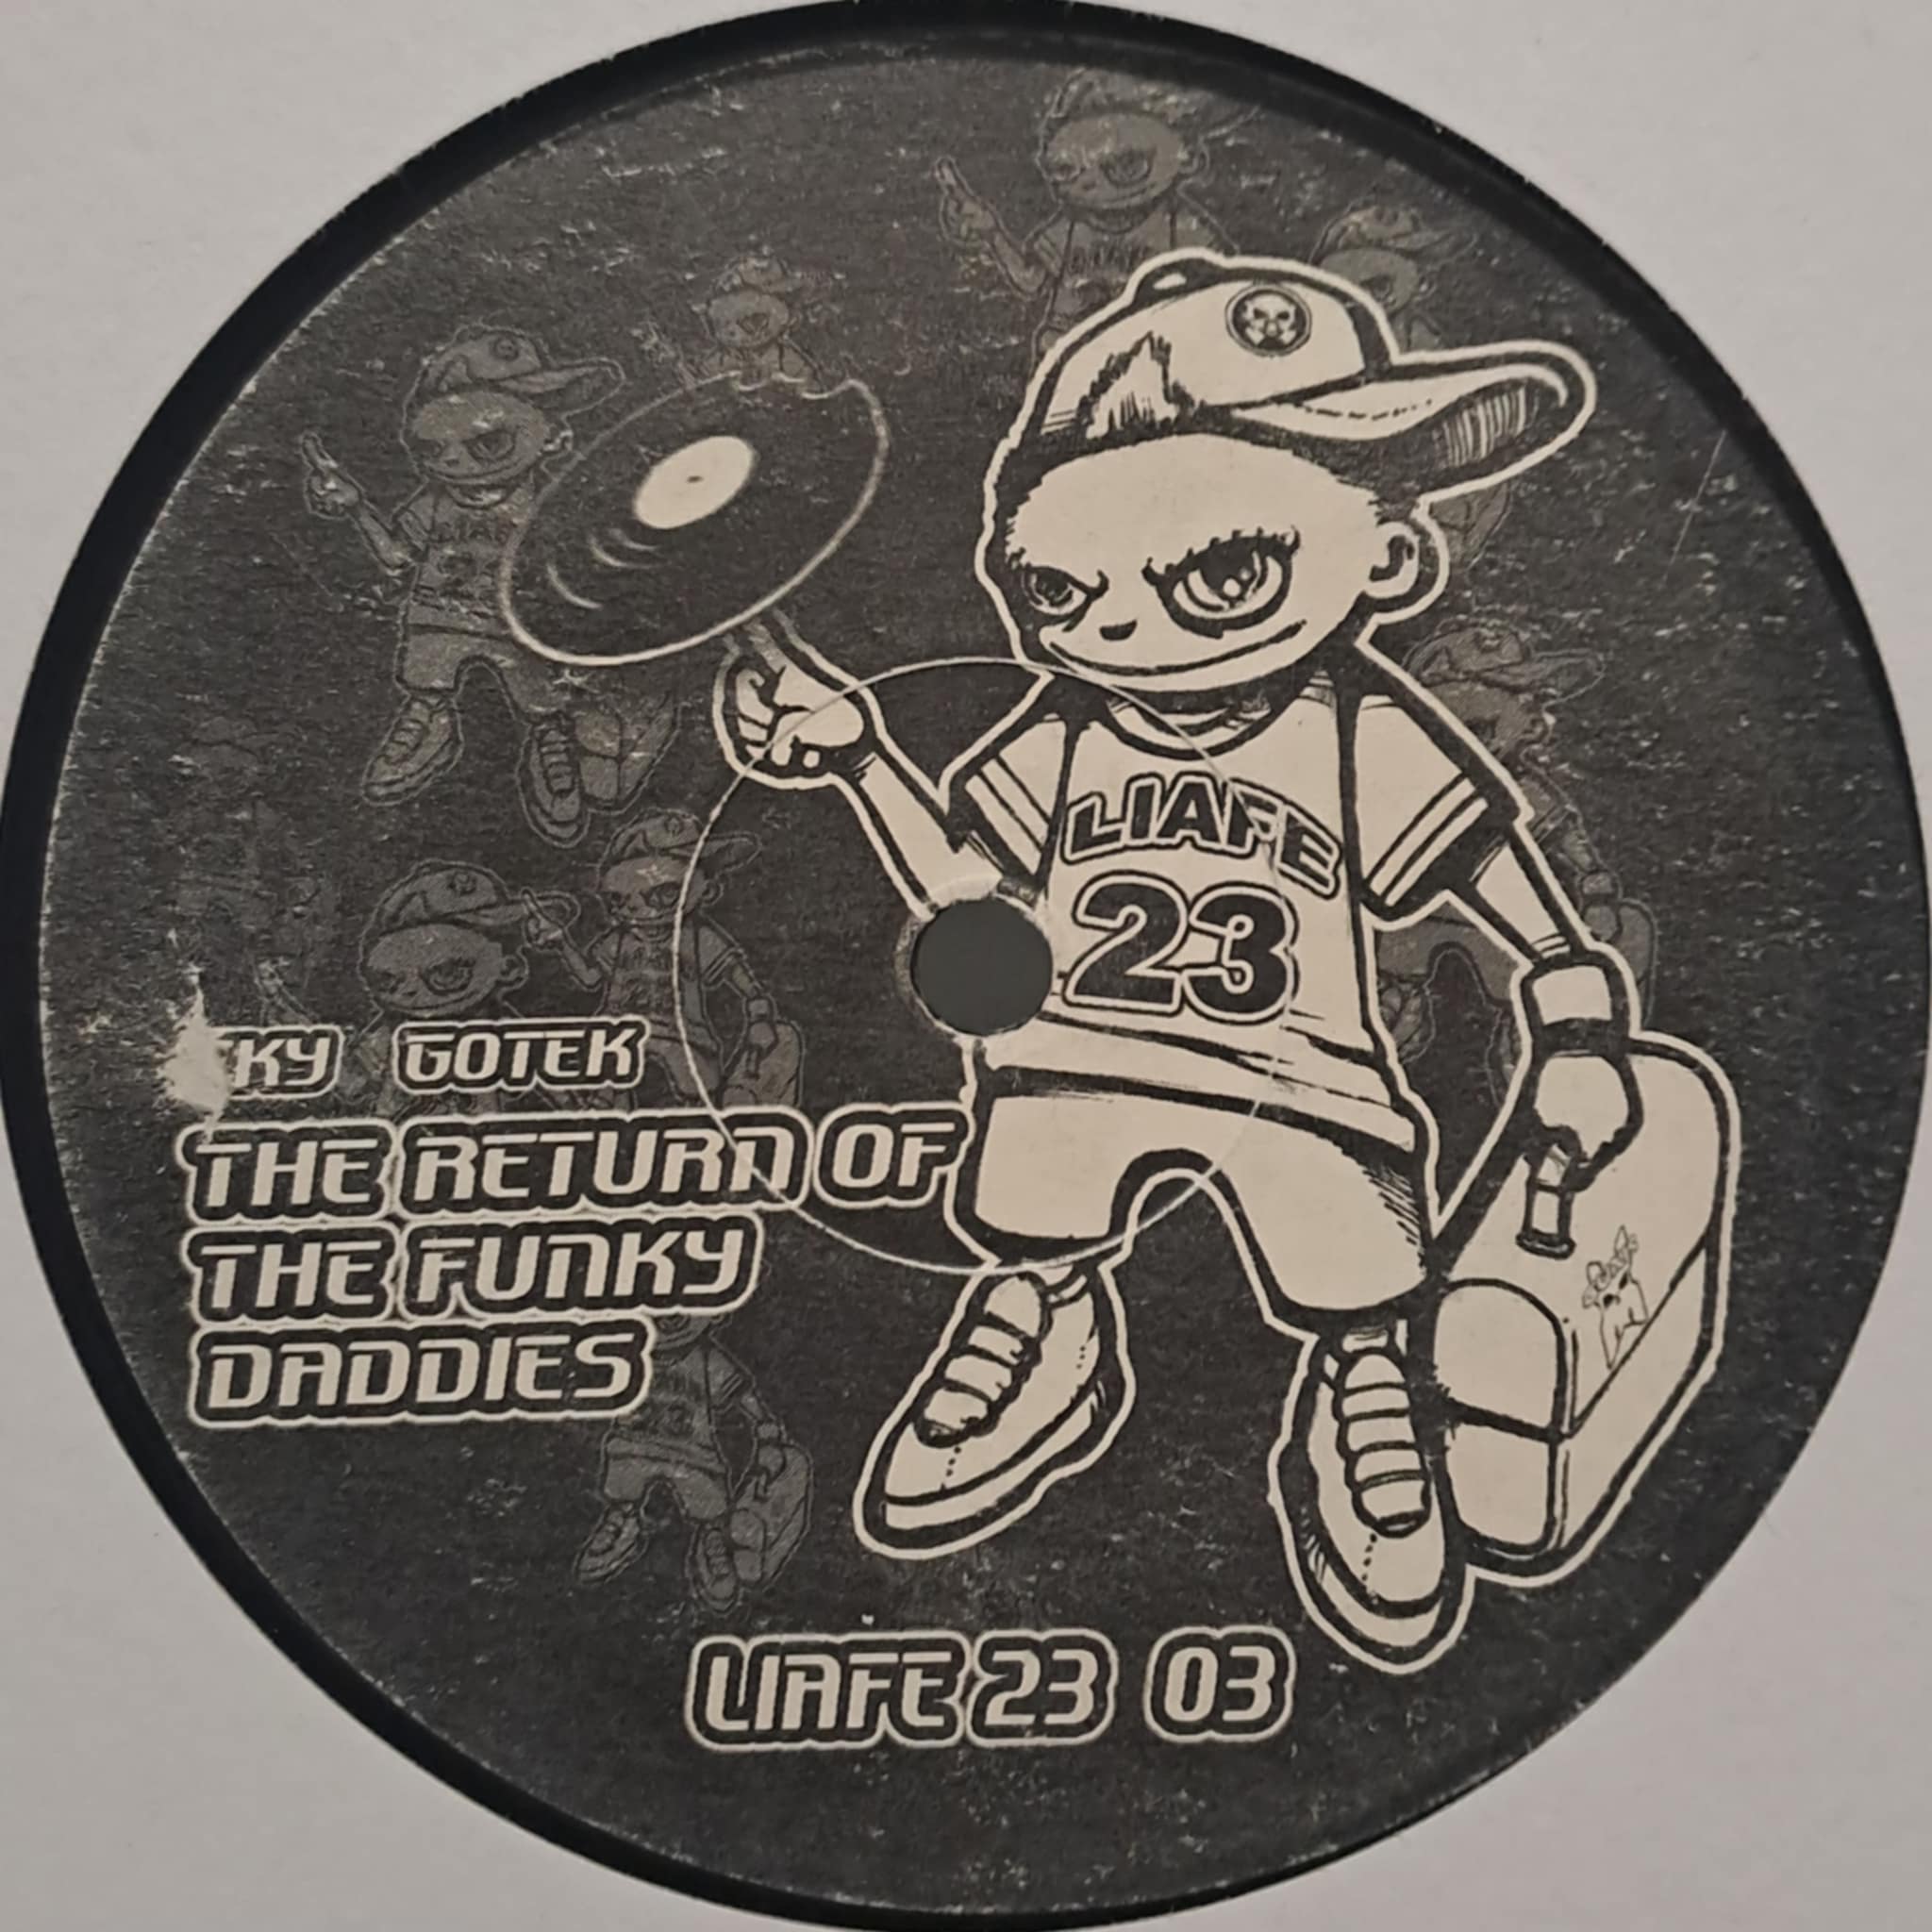 LIAFE
23
KY GOTEK
THE RETURN OF
THE FUNKY
DADDIES
LIAFE 23 03